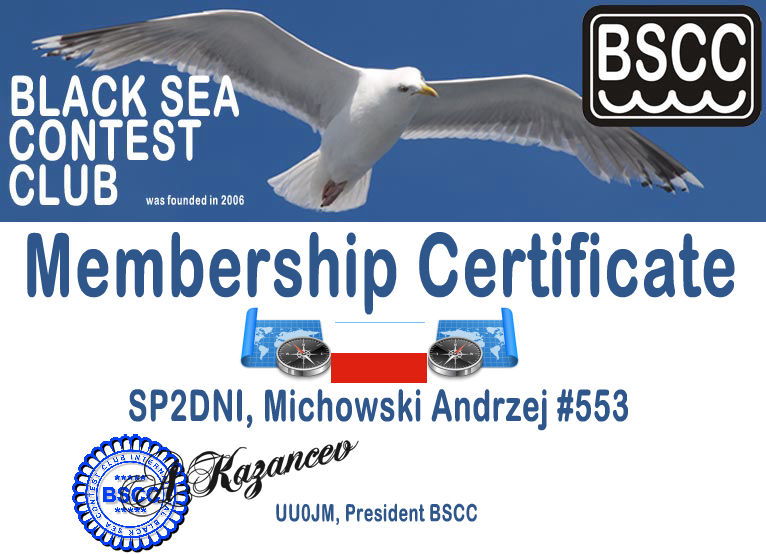 BLACK SEA
CONTEST
CLUB
was founded in 2006
BSCC
Membership Certificate
SP2DNI, Michowski Andrzej #553
A Kazancev
BLACK SEA CONTEST CLUB INTERNATIONAL
*****
BSCC
*****
UU0JM, President BSCC